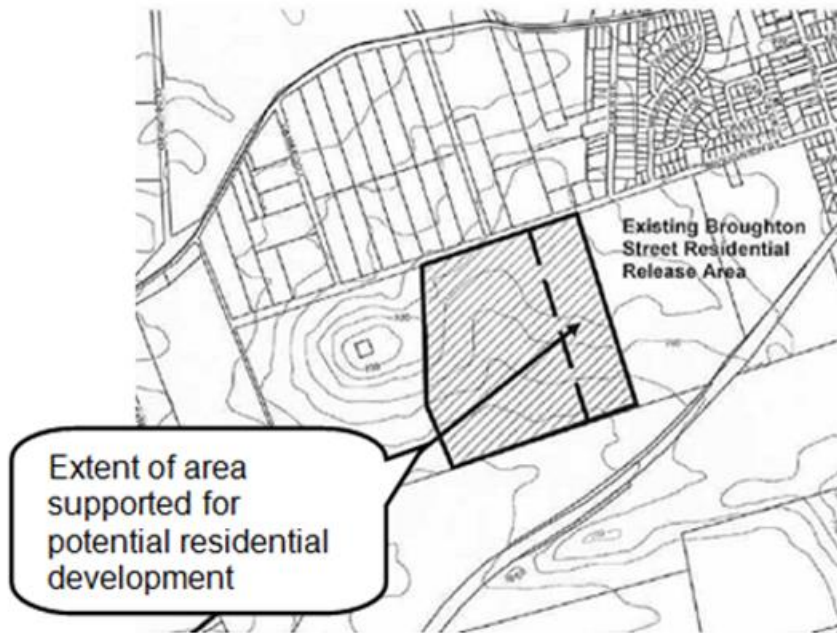 Existing Broughton
Street Residential
Release Area
Extent of area
supported for
potential residential
development